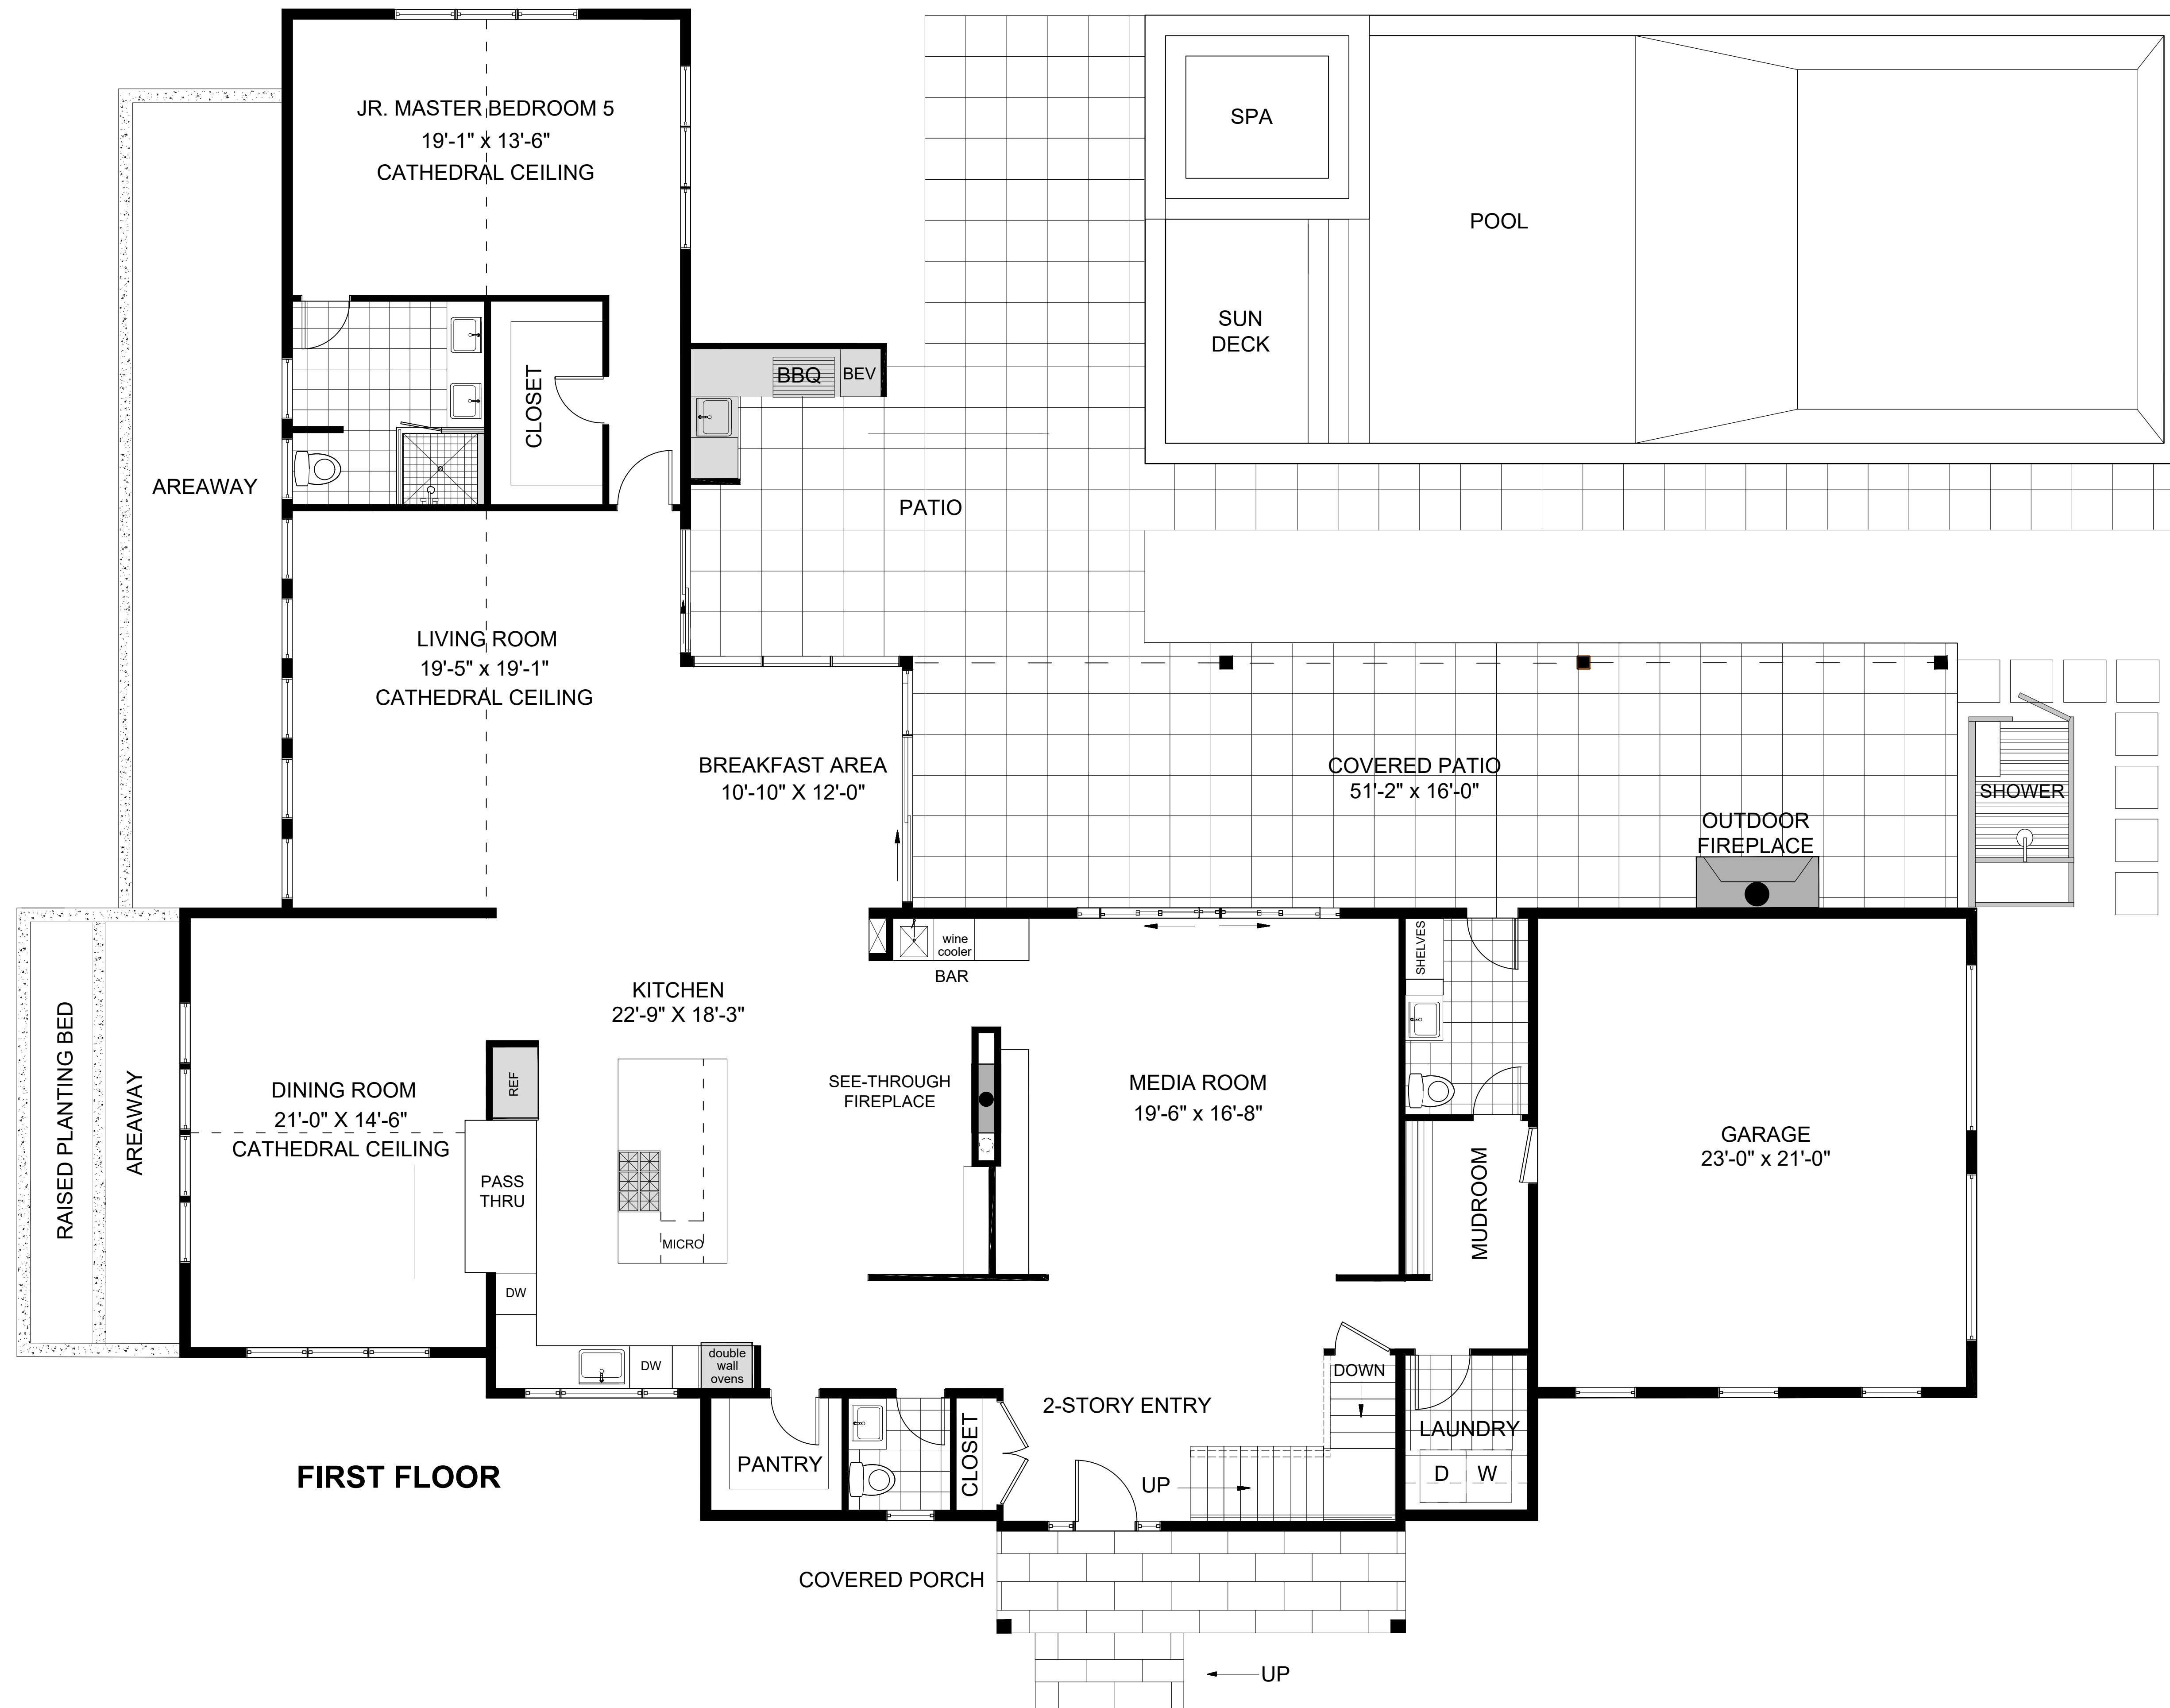 JR. MASTER BEDROOM 5
19'-1" x 13'-6"
CATHEDRAL CEILING
SPA
POOL
SUN
DECK
CLOSET
BBQ
BEV
AREAWAY
PATIO
LIVING ROOM
19'-5" x 19'-1"
CATHEDRAL CEILING
BREAKFAST AREA
10'-10" X 12'-0"
COVERED PATIO
51'-2" x 16'-0"
SHOWER
OUTDOOR
FIREPLACE
wine
cooler
BAR
SHELVES
KITCHEN
22'-9" X 18'-3"
RAISED PLANTING BED
AREAWAY
DINING ROOM
21'-0" X 14'-6"
CATHEDRAL CEILING
REF
SEE-THROUGH
FIREPLACE
MEDIA ROOM
19'-6" x 16'-8"
GARAGE
23'-0" x 21'-0"
PASS
THRU
MUDROOM
MICRO
DW
DW
double
wall
ovens
DOWN
2-STORY ENTRY
LAUNDRY
PANTRY
CLOSET
UP
D
W
FIRST FLOOR
COVERED PORCH
UP